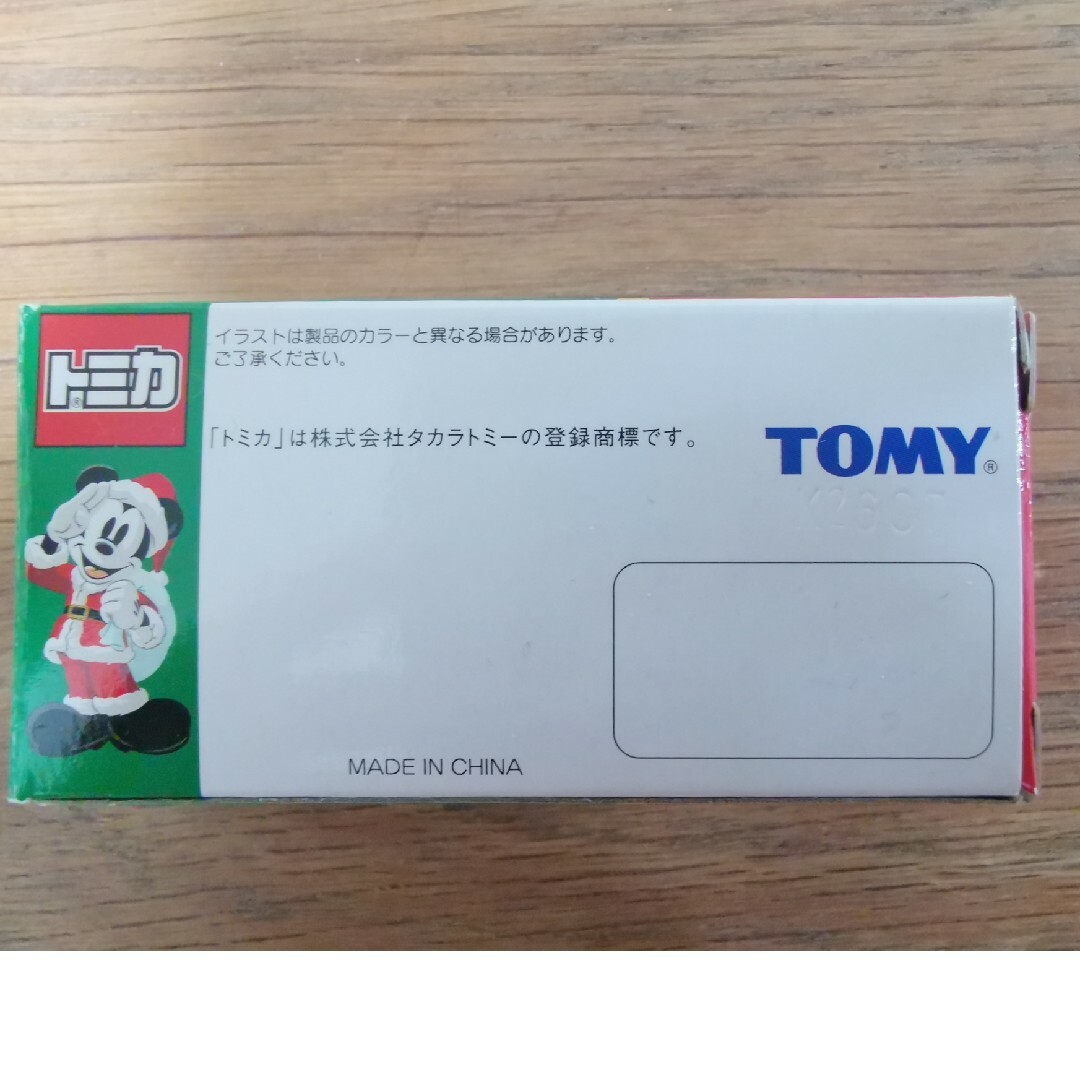 トミカ®
イラストは製品のカラーと異なる場合があります。
ご了承ください。
「トミカ」は株式会社タカラトミーの登録商標です。
TOMY®
MADE IN CHINA